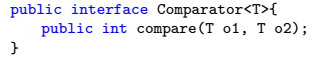 public interface Comparator<T>{
    public int compare(T o1, T o2);
}